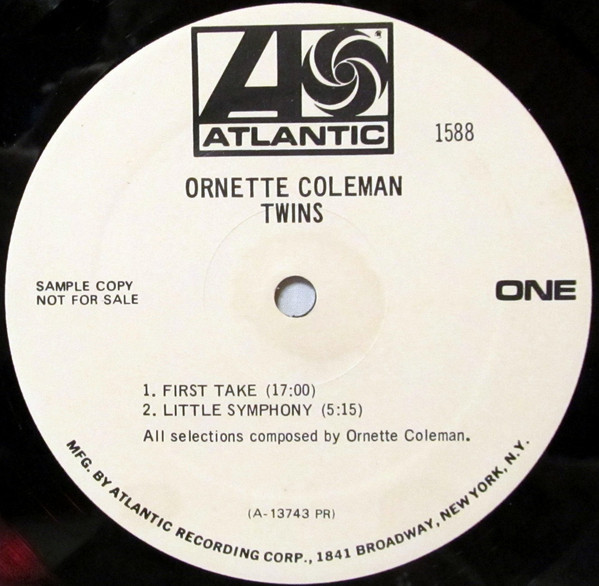 ATLANTIC
1588
ORNETTE COLEMAN
TWINS
SAMPLE COPY
NOT FOR SALE
ONE
1. FIRST TAKE (17:00)
2. LITTLE SYMPHONY (5:15)
All selections composed by Ornette Coleman.
(A-13743 PR)
MFG. BY ATLANTIC RECORDING CORP., 1841 BROADWAY, NEW YORK, N.Y.